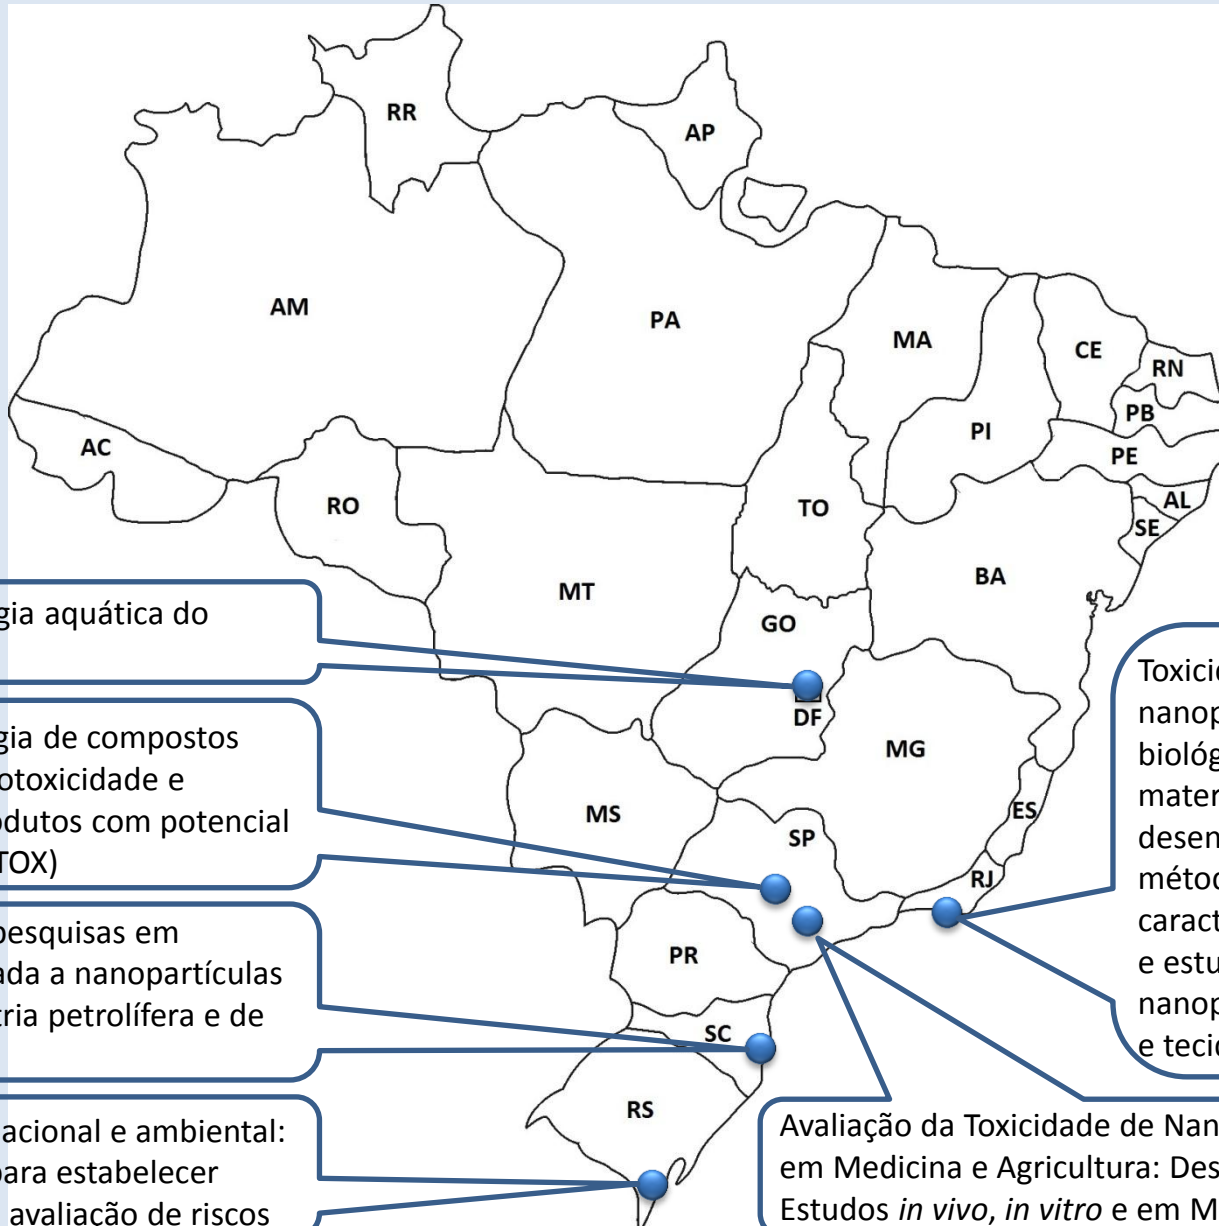 RR
AP
AM
PA
MA
CE
RN
PB
PI
PE
AC
AL
RO
TO
SE
BA
MT
GO
DF
MG
MS
ES
SP
RJ
PR
SC
RS
gia aquática do
gia de compostos
otoxicidade e
odutos com potencial
TOX)
pesquisas em
ada a nanopartículas
tria petrolífera e de
acional e ambiental:
para estabelecer
avaliação de riscos
Toxicid
nanop
biológ
mater
desen
métod
caract
e estu
nanop
e tecid
Avaliação da Toxicidade de Nan
em Medicina e Agricultura: Des
Estudos in vivo, in vitro e em M